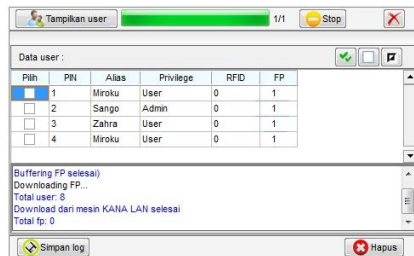 Tampilkan user 1/1 Stop
Data user :
Pilih PIN Alias Privilege RFID FP
1 Miroku User 0 1
2 Sango Admin 0 1
3 Zahra User 0 1
4 Miroku User 0 1
Buffering FP selesai)
Downloading FP...
Total user: 8
Download dari mesin KANA LAN selesai
Total fp: 0
Simpan log Hapus